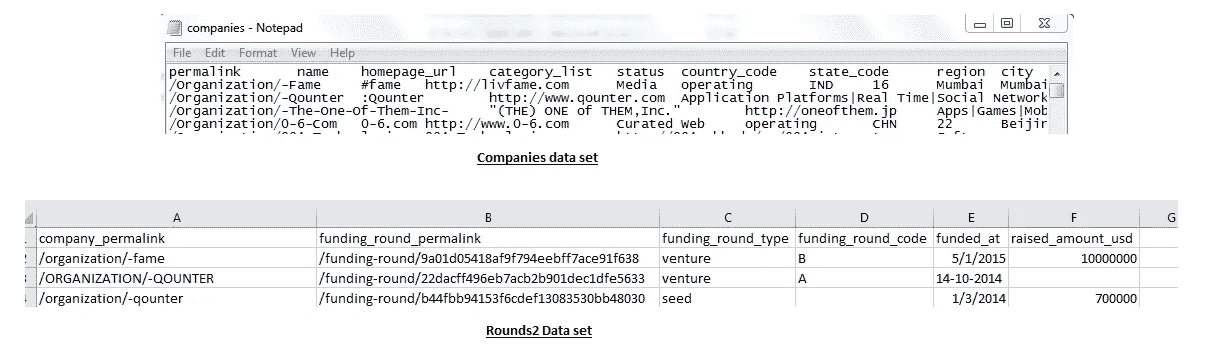 companies - Notepad
File Edit Format View Help
permalink name homepage_url category_list status country_code state_code region city
/Organization/-Fame #fame http://livfame.com Media operating IND 16 Mumbai Mumbai
/Organization/-Qounter :Qounter http://www.qounter.com Application Platforms|Real Time|Social Network
/Organization/-The-One-Of-Them-Inc- "(THE) ONE of THEM,Inc." http://oneofthem.jp Apps|Games|Mob
/Organization/0-6-Com 0-6.com http://www.0-6.com Curated Web operating CHN 22 Beijin
Companies data set
A B C D E F G
company_permalink funding_round_permalink funding_round_type funding_round_code funded_at raised_amount_usd
/organization/-fame /funding-round/9a01d05418af9f794eebff7ace91f638 venture B 5/1/2015 10000000
/ORGANIZATION/-QOUNTER /funding-round/22dacff496eb7acb2b901dec1dfe5633 venture A 14-10-2014
/organization/-qounter /funding-round/b44fbb94153f6cdef13083530bb48030 seed 1/3/2014 700000
Rounds2 Data set